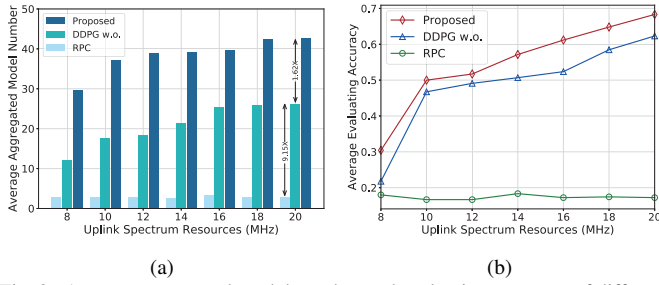 Average Aggregated Model Number
50
40
30
20
10
0
Proposed
DDPG w.o.
RPC
1.62X
9.15X
8 10 12 14 16 18 20
Uplink Spectrum Resources (MHz)
(a)
Average Evaluating Accuracy
0.7
0.6
0.5
0.4
0.3
0.2
Proposed
DDPG w.o.
RPC
8 10 12 14 16 18 20
Uplink Spectrum Resources (MHz)
(b)